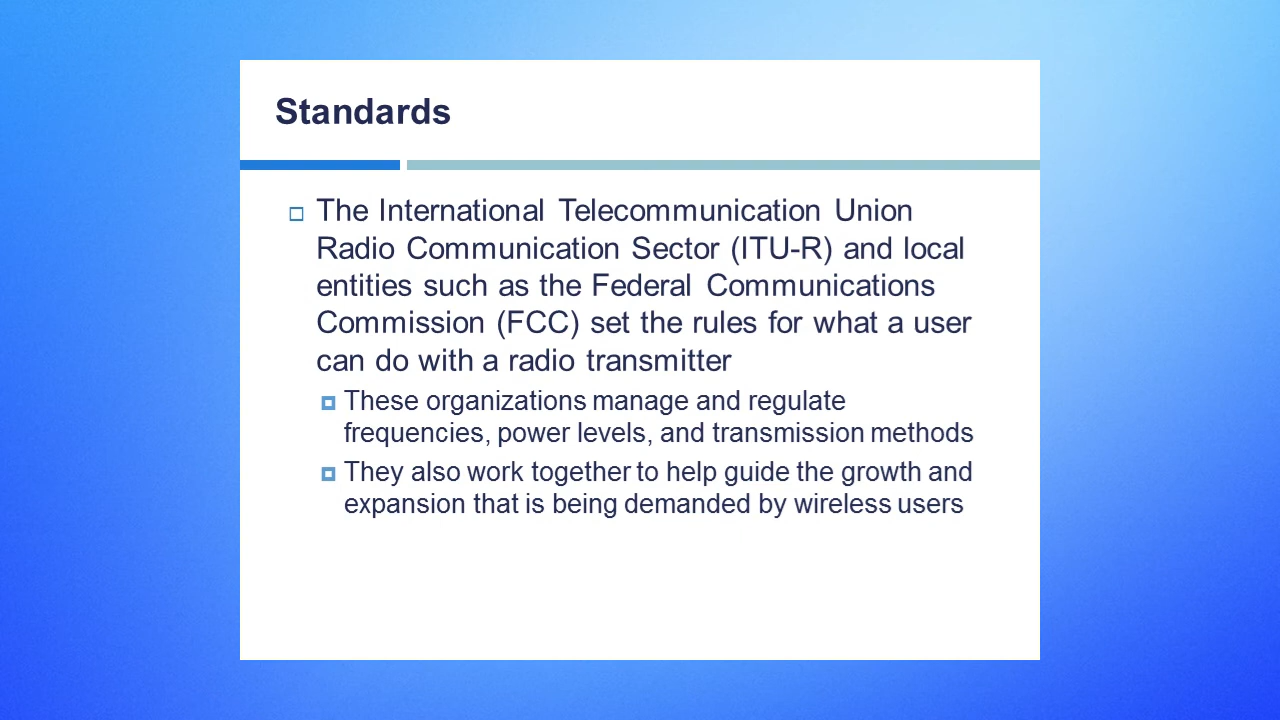 Standards
The International Telecommunication Union
Radio Communication Sector (ITU-R) and local
entities such as the Federal Communications
Commission (FCC) set the rules for what a user
can do with a radio transmitter
These organizations manage and regulate
frequencies, power levels, and transmission methods
They also work together to help guide the growth and
expansion that is being demanded by wireless users